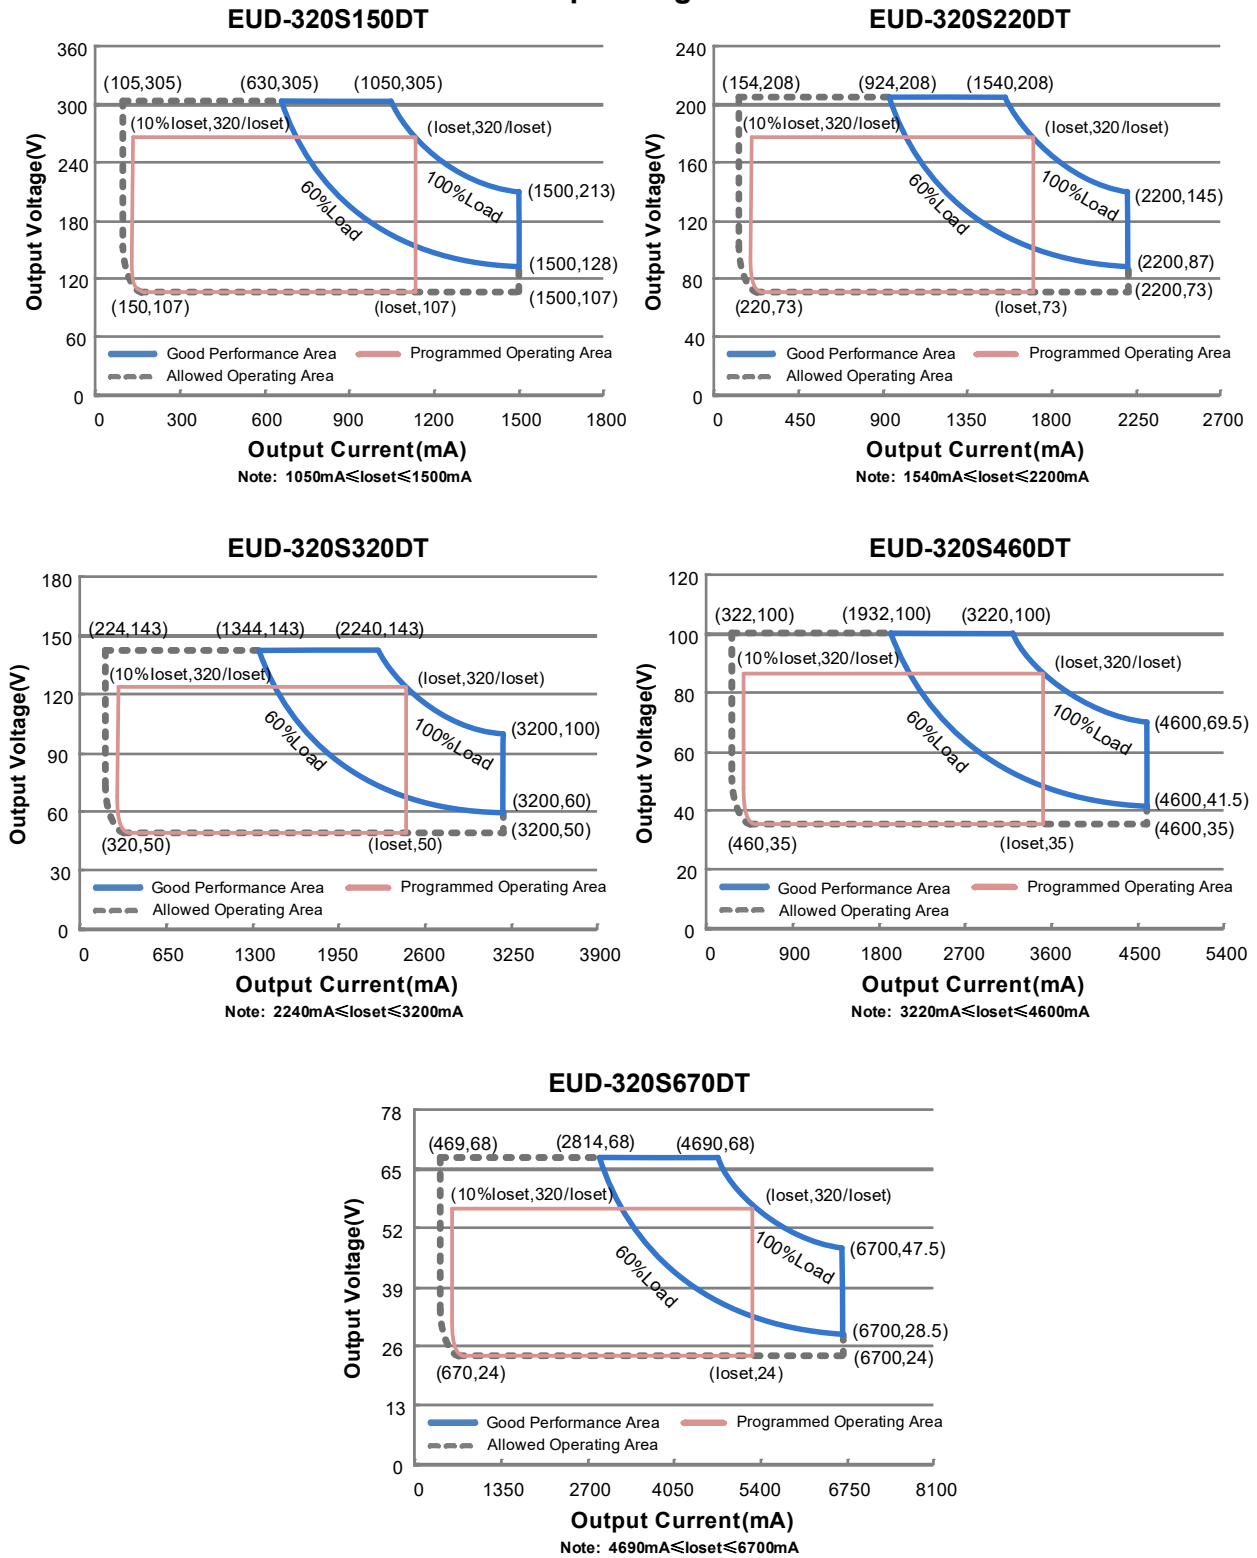 EUD-320S150DT
360
300
240
180
120
60
0
Output Voltage(V)
(105,305)
(630,305)
(1050,305)
(10%Ioset,320/Ioset)
(Ioset,320/Ioset)
60%Load
100%Load
(1500,213)
(1500,128)
(1500,107)
(150,107)
(Ioset,107)
Good Performance Area
Programmed Operating Area
Allowed Operating Area
0 300 600 900 1200 1500 1800
Output Current(mA)
Note: 1050mA≤Ioset≤1500mA
EUD-320S220DT
240
200
160
120
80
40
0
Output Voltage(V)
(154,208)
(924,208)
(1540,208)
(10%Ioset,320/Ioset)
(Ioset,320/Ioset)
60%Load
100%Load
(2200,145)
(2200,87)
(2200,73)
(220,73)
(Ioset,73)
Good Performance Area
Programmed Operating Area
Allowed Operating Area
0 450 900 1350 1800 2250 2700
Output Current(mA)
Note: 1540mA≤Ioset≤2200mA
EUD-320S320DT
180
150
120
90
60
30
0
Output Voltage(V)
(224,143)
(1344,143)
(2240,143)
(10%Ioset,320/Ioset)
(Ioset,320/Ioset)
60%Load
100%Load
(3200,100)
(3200,60)
(3200,50)
(320,50)
(Ioset,50)
Good Performance Area
Programmed Operating Area
Allowed Operating Area
0 650 1300 1950 2600 3250 3900
Output Current(mA)
Note: 2240mA≤Ioset≤3200mA
EUD-320S460DT
120
100
80
60
40
20
0
Output Voltage(V)
(322,100)
(1932,100)
(3220,100)
(10%Ioset,320/Ioset)
(Ioset,320/Ioset)
60%Load
100%Load
(4600,69.5)
(4600,41.5)
(4600,35)
(460,35)
(Ioset,35)
Good Performance Area
Programmed Operating Area
Allowed Operating Area
0 900 1800 2700 3600 4500 5400
Output Current(mA)
Note: 3220mA≤Ioset≤4600mA
EUD-320S670DT
78
65
52
39
26
13
0
Output Voltage(V)
(469,68)
(2814,68)
(4690,68)
(10%Ioset,320/Ioset)
(Ioset,320/Ioset)
60%Load
100%Load
(6700,47.5)
(6700,28.5)
(6700,24)
(670,24)
(Ioset,24)
Good Performance Area
Programmed Operating Area
Allowed Operating Area
0 1350 2700 4050 5400 6750 8100
Output Current(mA)
Note: 4690mA≤Ioset≤6700mA